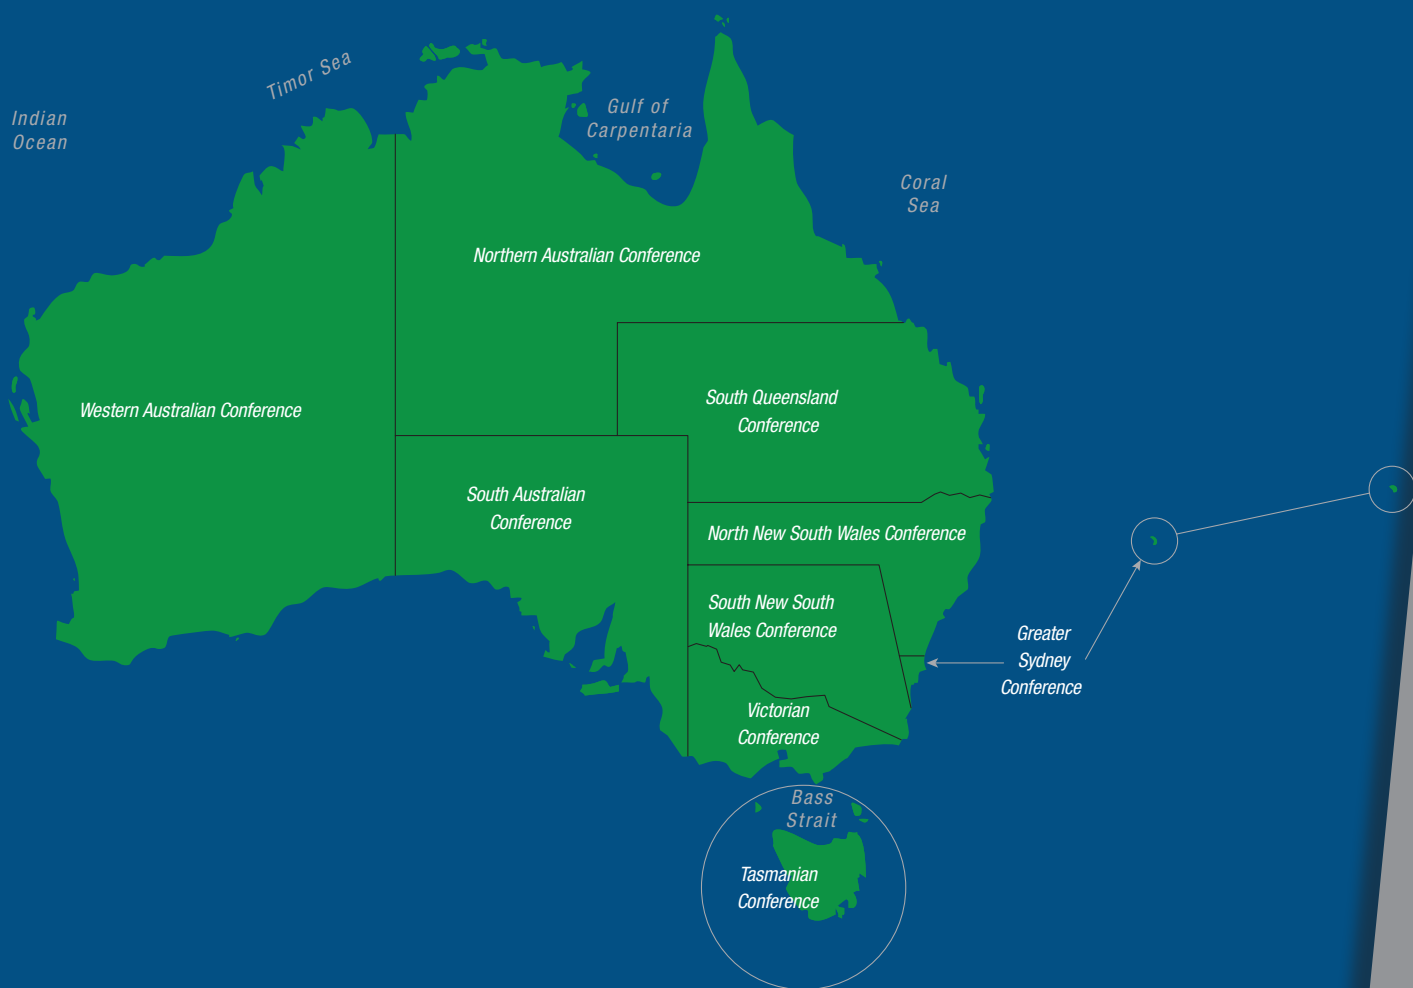 Timor Sea
Indian
Ocean
Gulf of
Carpentaria
Coral
Sea
Northern Australian Conference
Western Australian Conference
South Queensland
Conference
South Australian
Conference
North New South Wales Conference
South New South
Wales Conference
Greater
Sydney
Conference
Victorian
Conference
Bass
Strait
Tasmanian
Conference